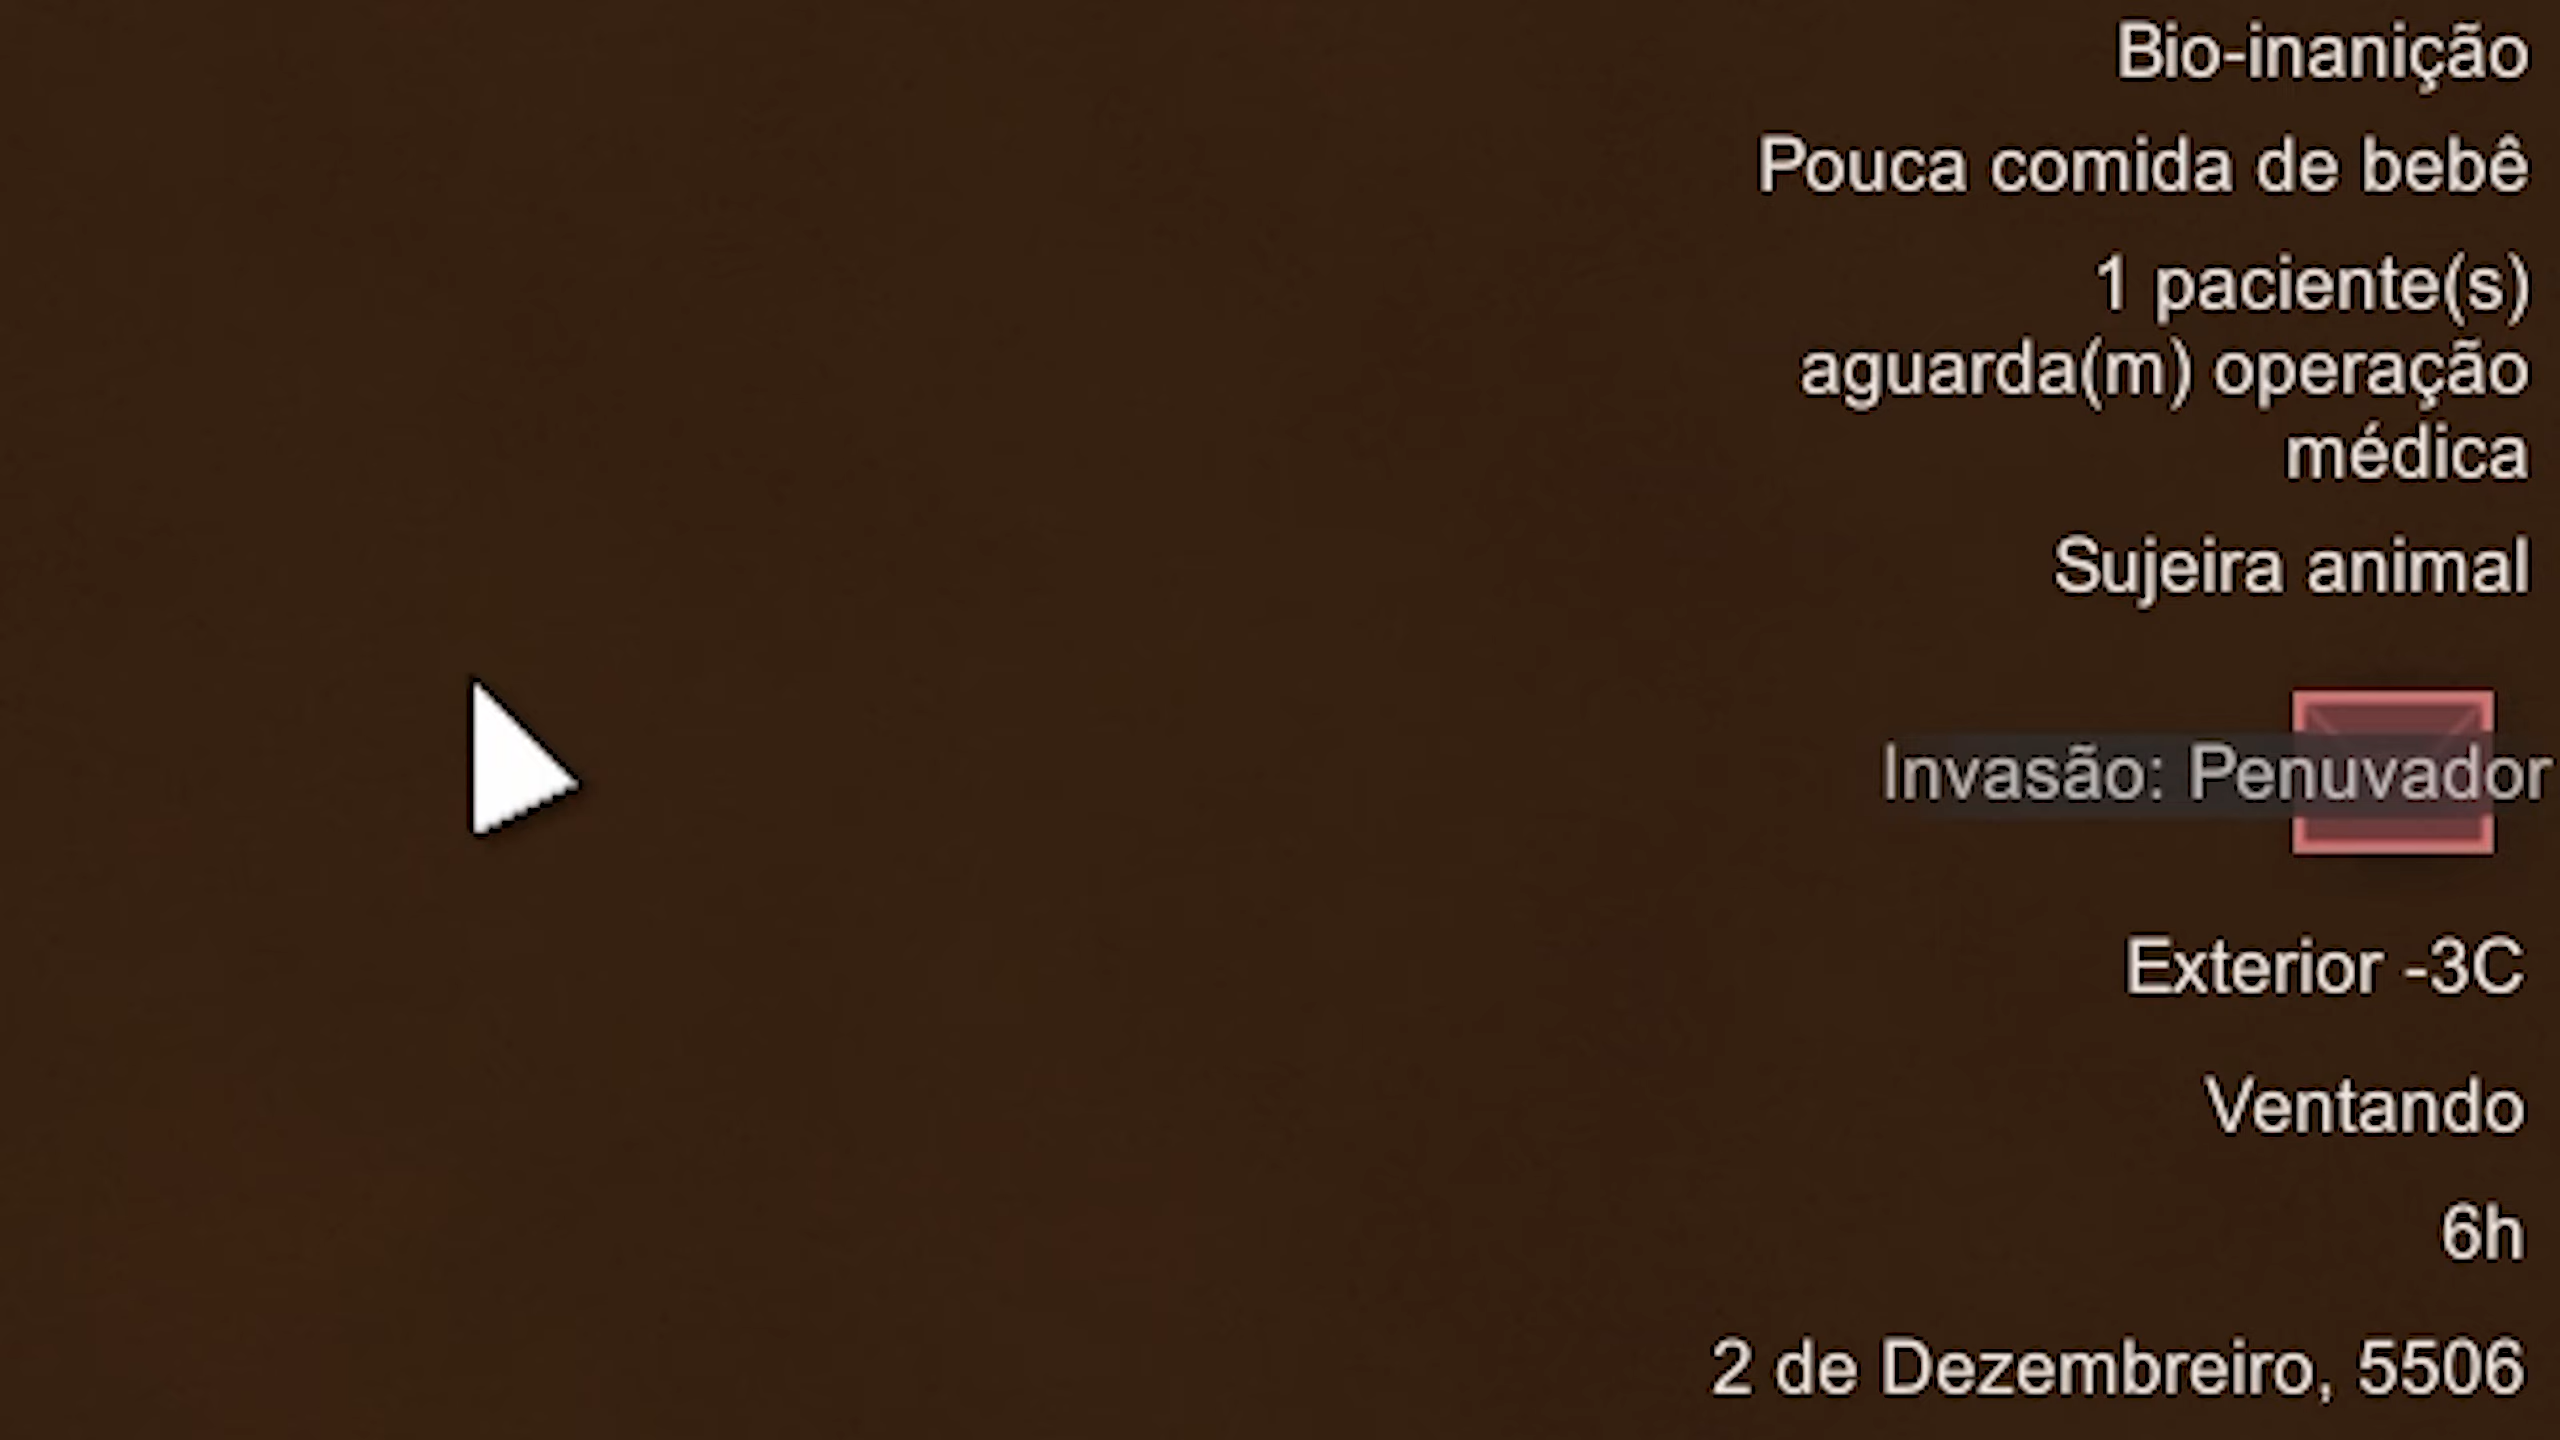 Bio-inanição
Pouca comida de bebê
1 paciente(s)
aguarda(m) operação
médica
Sujeira animal
Invasão: Penuvador
Exterior -3C
Ventando
6h
2 de Dezembreiro, 5506